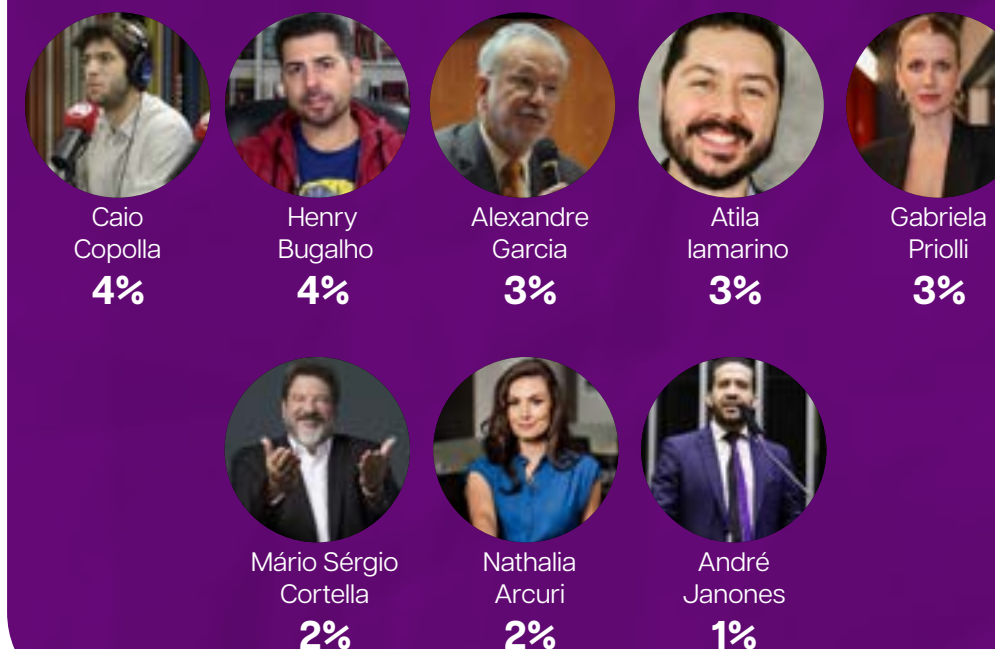 Caio
Copolla
4%
Henry
Bugalho
4%
Alexandre
Garcia
3%
Atila
Iamarino
3%
Gabriela
Priolli
3%
Mário Sérgio
Cortella
2%
Nathalia
Arcuri
2%
André
Janones
1%